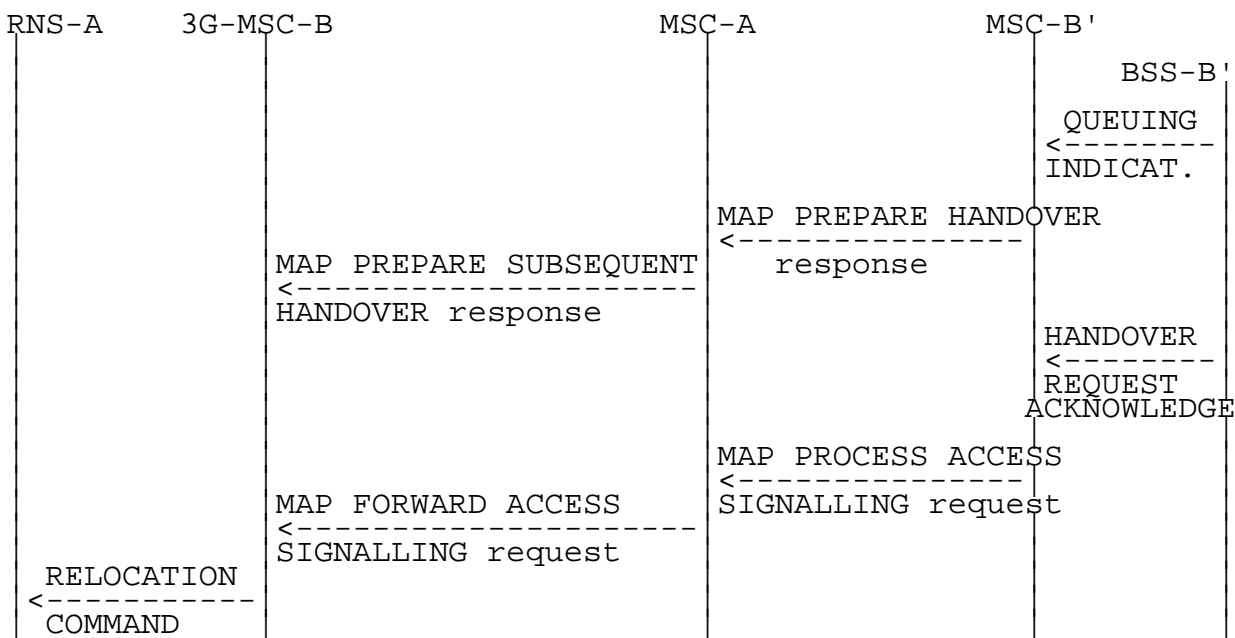 RNS-A 3G-MSC-B MSC-A MSC-B'
BSS-B'
QUEUING
INDICAT.
MAP PREPARE HANDOVER
MAP PREPARE SUBSEQUENT response
HANDOVER response
HANDOVER
REQUEST
ACKNOWLEDGE
MAP PROCESS ACCESS
MAP FORWARD ACCESS SIGNALLING request
SIGNALLING request
RELOCATION
COMMAND